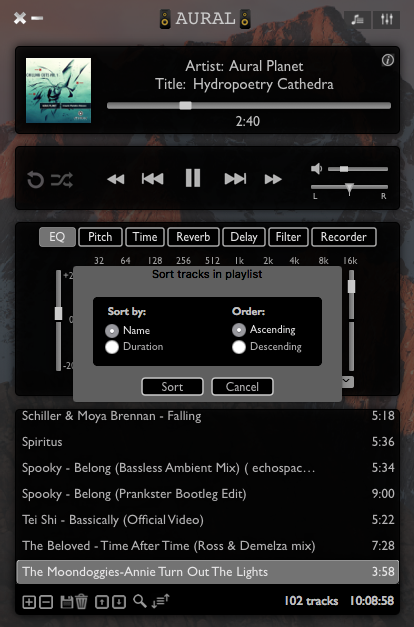 AURAL
Artist: Aural Planet
Title: Hydropoetry Cathedra
2:40
L R
EQ Pitch Time Reverb Delay Filter Recorder
32 64 128 256 512 1k 2k 4k 8k 16k
Sort tracks in playlist
+2
0
-20
Sort by: Order:
Name Ascending
Duration Descending
Sort Cancel
Schiller & Moya Brennan - Falling 5:18
Spiritus 5:36
Spooky - Belong (Bassless Ambient Mix) ( echospac... 5:34
Spooky - Belong (Prankster Bootleg Edit) 9:00
Tei Shi - Bassically (Official Video) 5:22
The Beloved - Time After Time (Ross & Demelza mix) 7:28
The Moondoggies-Annie Turn Out The Lights 3:58
102 tracks 10:08:58